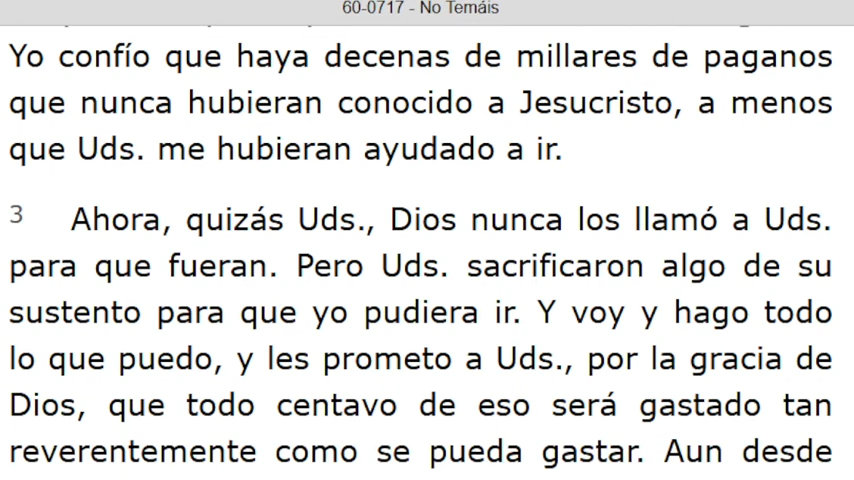 60-0717 - No Temáis
Yo confío que haya decenas de millares de paganos
que nunca hubieran conocido a Jesucristo, a menos
que Uds. me hubieran ayudado a ir.
3 Ahora, quizás Uds., Dios nunca los llamó a Uds.
para que fueran. Pero Uds. sacrificaron algo de su
sustento para que yo pudiera ir. Y voy y hago todo
lo que puedo, y les prometo a Uds., por la gracia de
Dios, que todo centavo de eso será gastado tan
reverentemente como se pueda gastar. Aun desde